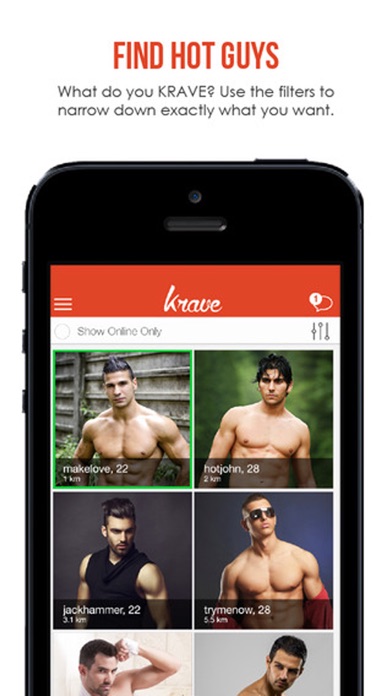 FIND HOT GUYS
What do you KRAVE? Use the filters to
narrow down exactly what you want.
Krave
1
Show Online Only
makelove, 22
1 km
hotjohn, 28
2 km
jackhammer, 22
3.1 km
trymenow, 28
5.5 km